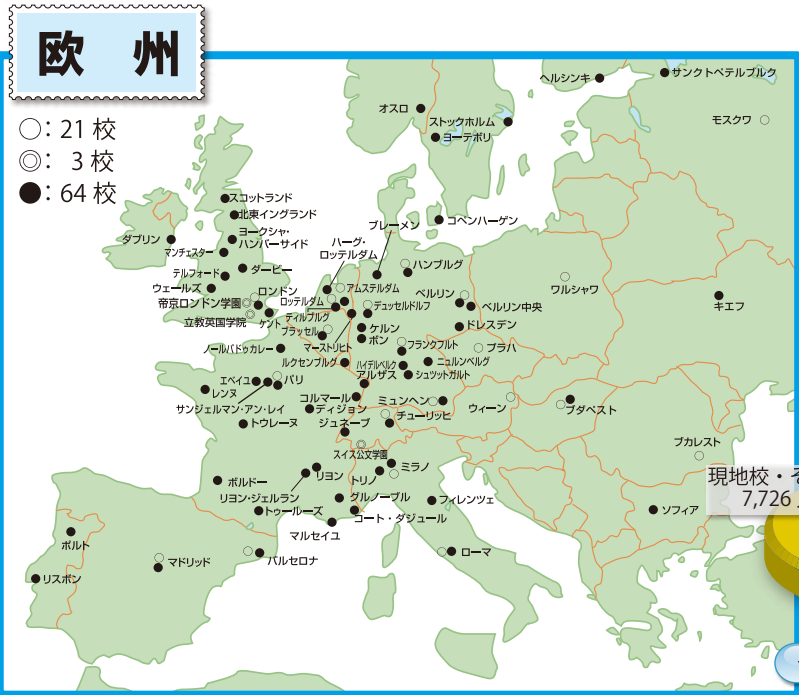 欧 州
○： 21 校
◎： 3 校
●： 64 校
ヘルシンキ
サンクトペテルブルク
オスロ
ストックホルム
ヨーテボリ
モスクワ
スコットランド
北東イングランド
ヨークシャ・
ハンバーサイド
ダブリン
マンチェスター
テルフォード
ダービー
ウェールズ
ロンドン
帝京ロンドン学園
立教英国学院
ケント
ブレーメン
コペンハーゲン
ハーグ・
ロッテルダム
ハンブルグ
アムステルダム
ロッテルダム
デュッセルドルフ
ティルブルグ
ブラッセル
ケルン
ボン
マーストリヒト
ベルリン
ベルリン中央
ワルシャワ
キエフ
ドレスデン
ノールパドゥカレー
ルクセンブルグ
フランクフルト
プラハ
ハイデルベルク
ニュルンベルグ
アルザス
シュツットガルト
エベイユ
パリ
レンヌ
サンジェルマン・アン・レイ
コルマール
ディジョン
ミュンヘン
ウィーン
ブダペスト
トウレーヌ
ジュネーブ
チューリッヒ
スイス公文学園
ブカレスト
ボルドー
リヨン
トリノ
ミラノ
リヨン・ジェルラン
グルノーブル
フィレンツェ
トゥールーズ
コート・ダジュール
マルセイユ
ソフィア
ポルト
マドリッド
バルセロナ
ローマ
リスボン
現地校・そ
7,726